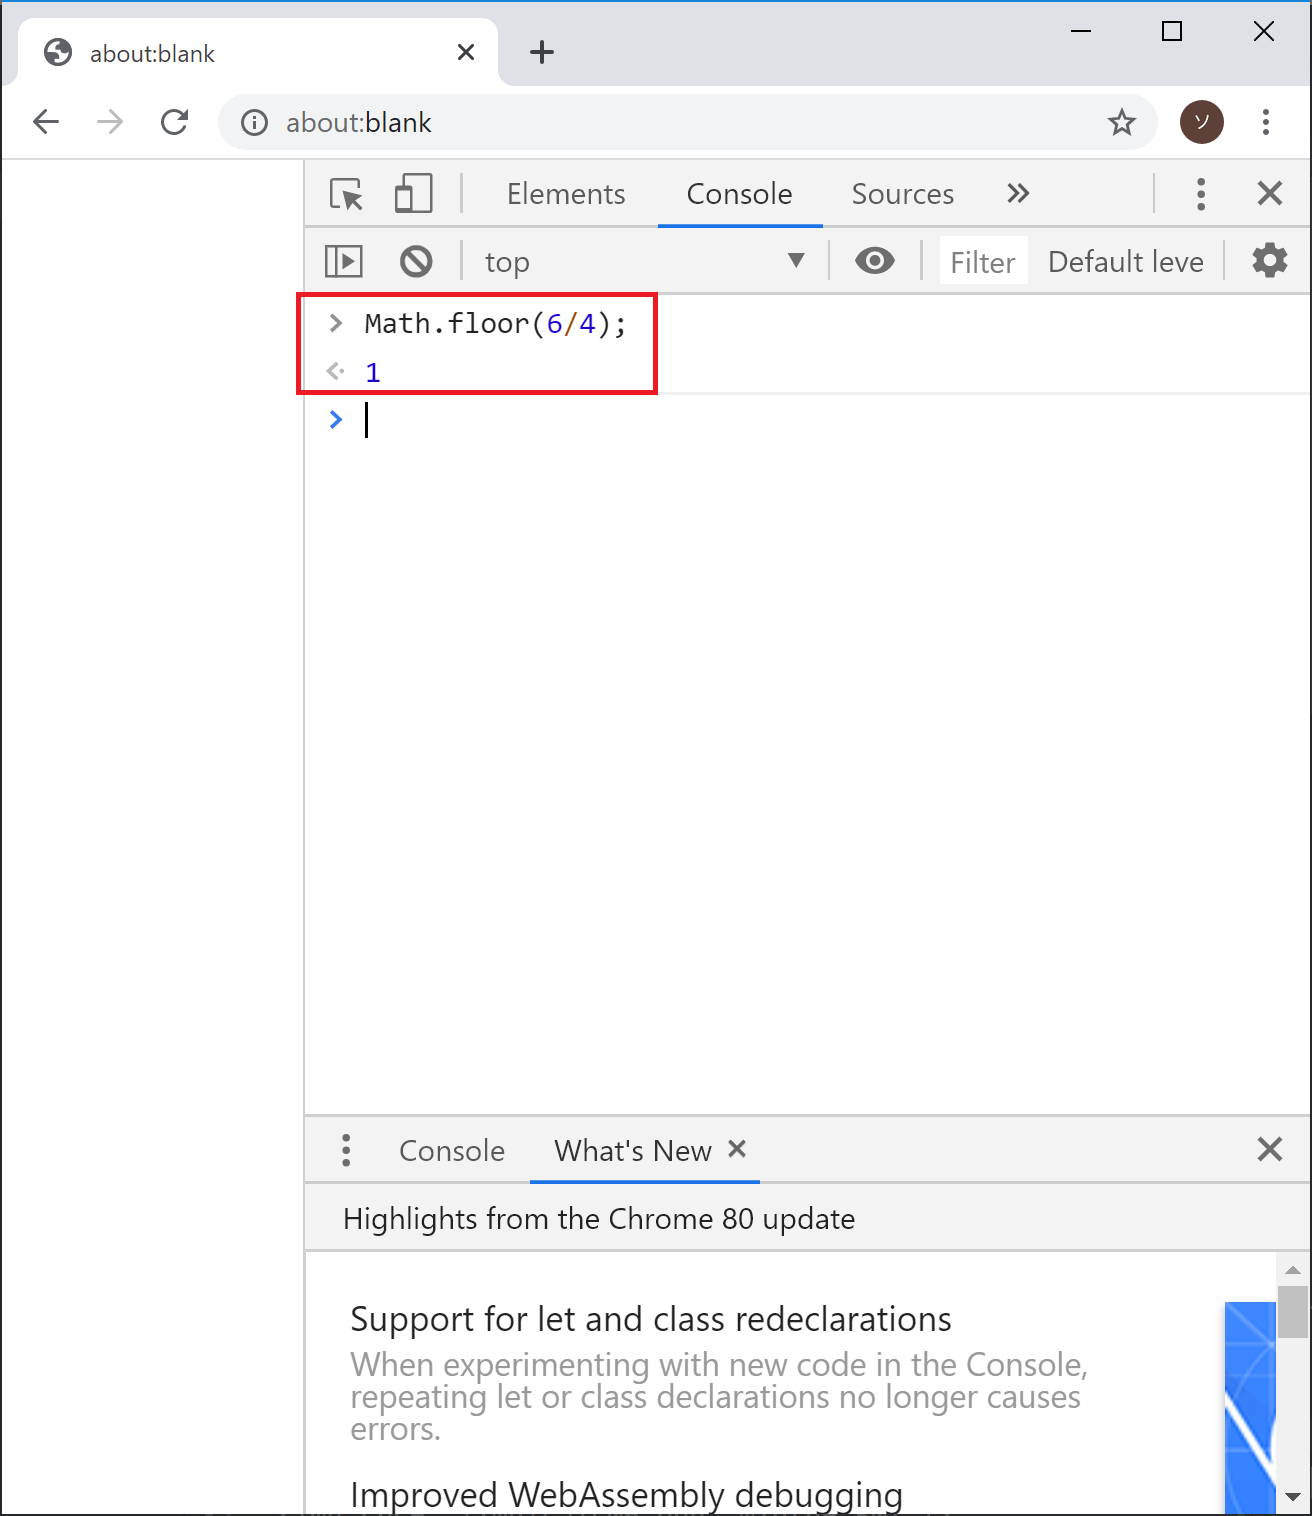 about:blank
about:blank
ソ
Elements Console Sources
top Filter Default leve
> Math.floor(6/4);
1
>
Console What's New
Highlights from the Chrome 80 update
Support for let and class redeclarations
When experimenting with new code in the Console,
repeating let or class declarations no longer causes
errors.
Improved WebAssembly debugging